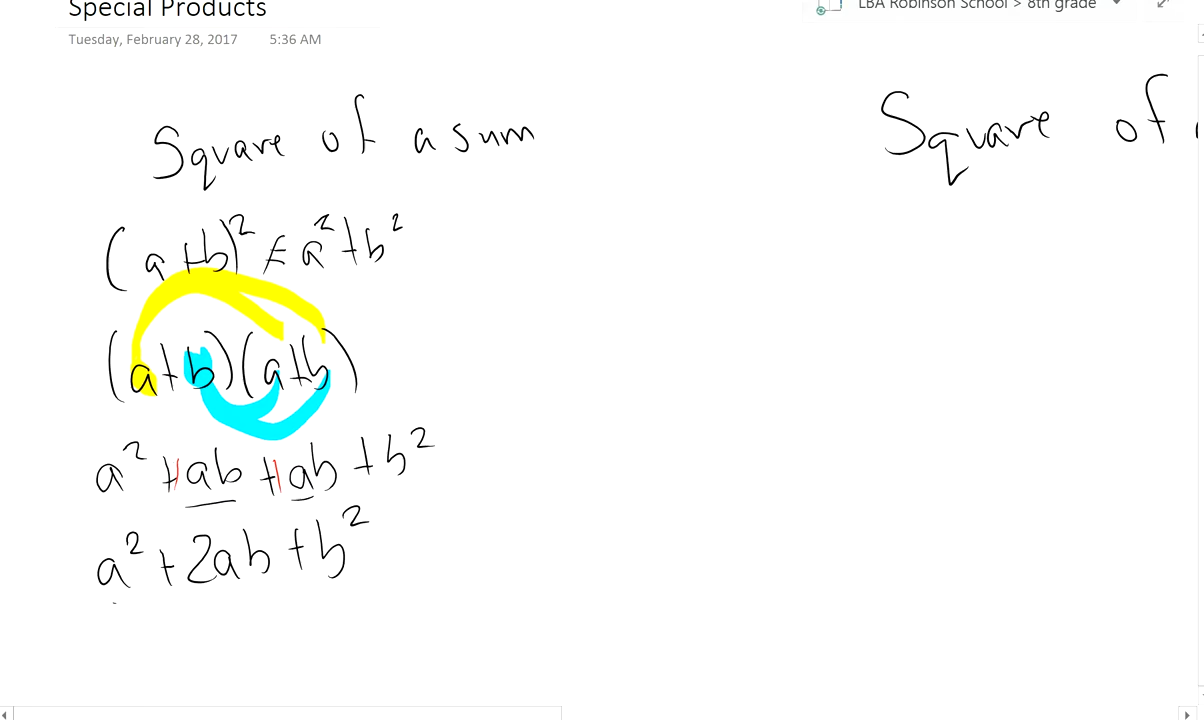 Special Products
LBA Robinson School > 8th grade
Tuesday, February 28, 2017 5:36 AM
Square of a sum
(a+b)² ≠ a²+b²
(a+b)(a+b)
a² +1ab +1ab +b²
a² + 2ab + b²
Square of